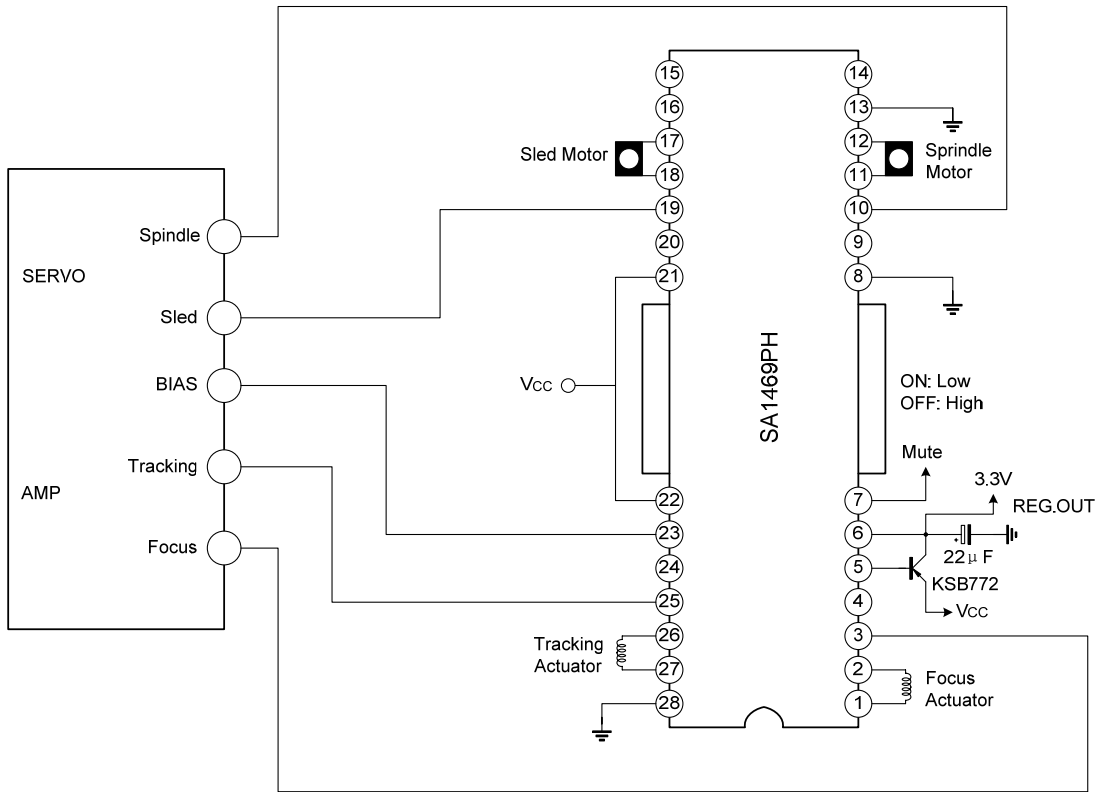 15
14
16
13
Sled Motor
17
12
Sprindle
Motor
18
11
19
10
Spindle
20
9
SERVO
21
8
Sled
SA1469PH
BIAS
VCC
ON: Low
OFF: High
Tracking
Mute
3.3V
AMP
22
7
REG.OUT
23
6
Focus
22μF
24
5
KSB772
25
4
VCC
Tracking
Actuator
26
3
27
2
Focus
Actuator
28
1